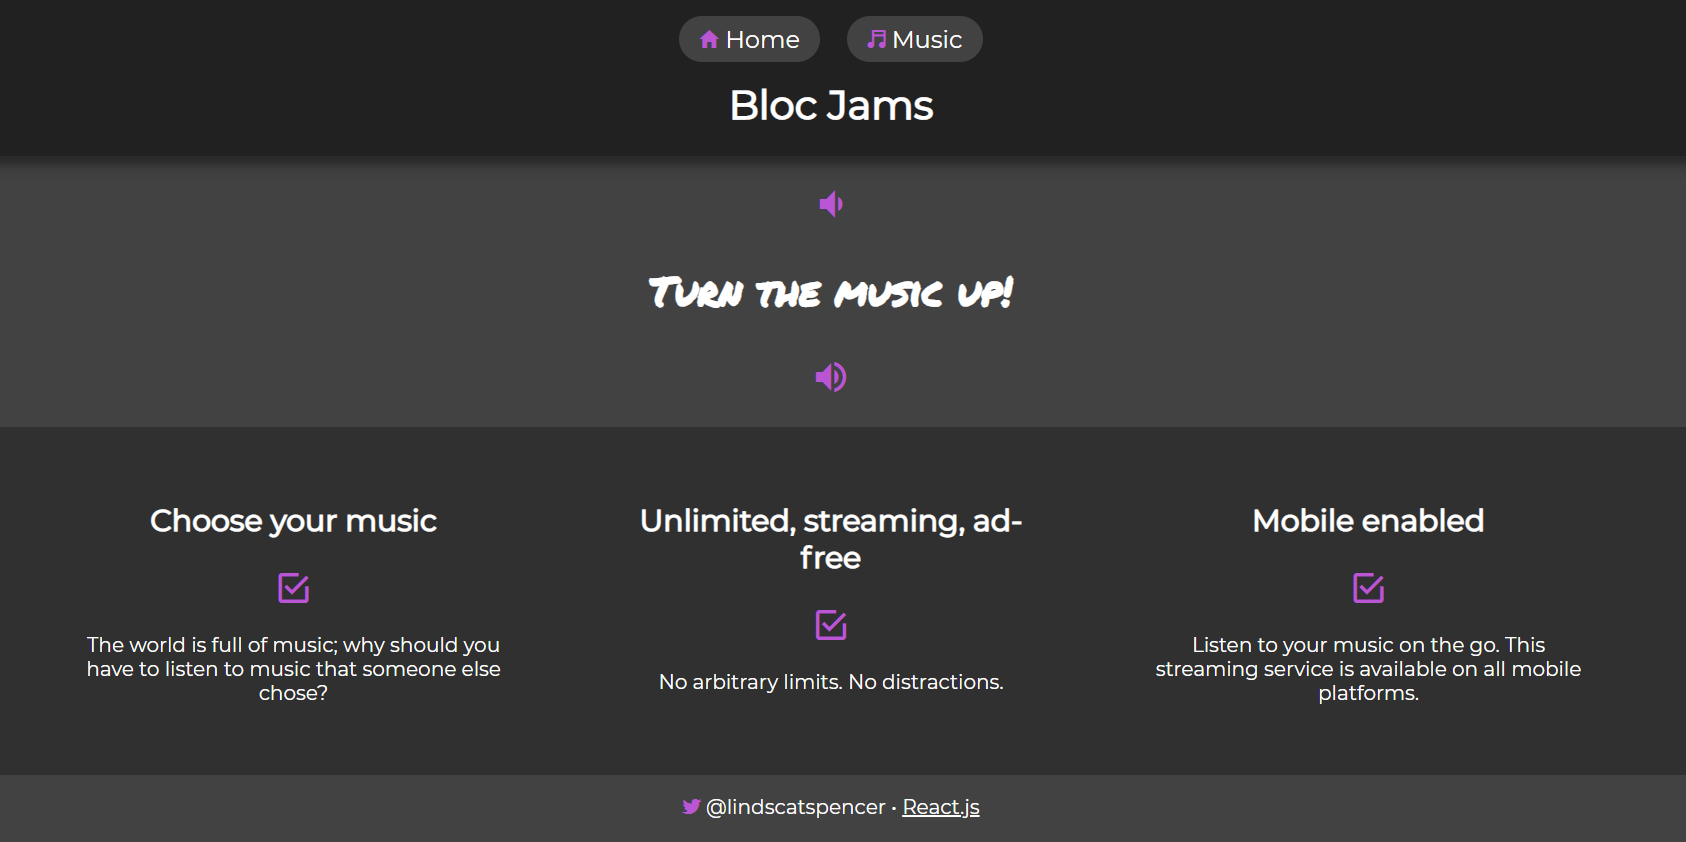 Home Music
Bloc Jams
Turn the music up!
Choose your music
The world is full of music; why should you
have to listen to music that someone else
chose?
Unlimited, streaming, ad-
free
No arbitrary limits. No distractions.
Mobile enabled
Listen to your music on the go. This
streaming service is available on all mobile
platforms.
@lindscatspencer • React.js